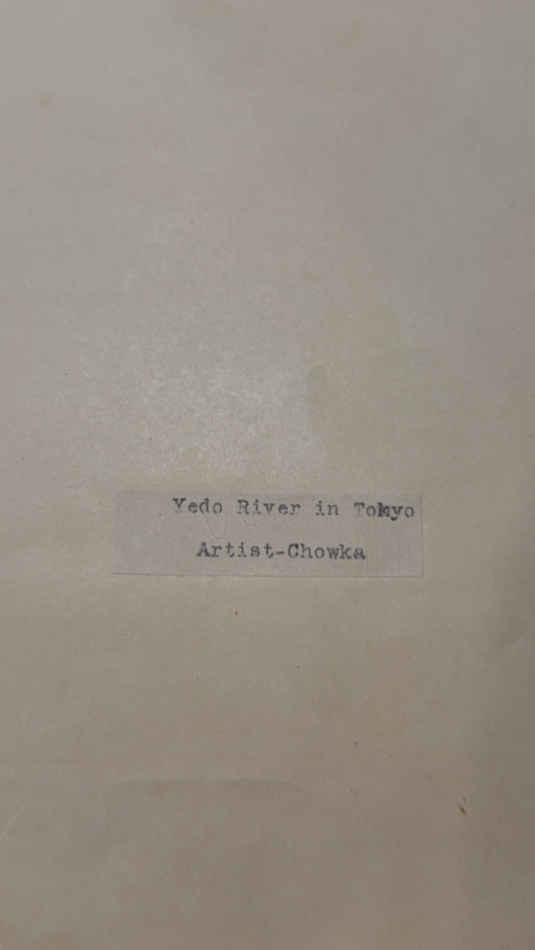 Yedo River in Tokyo
Artist-Chowka